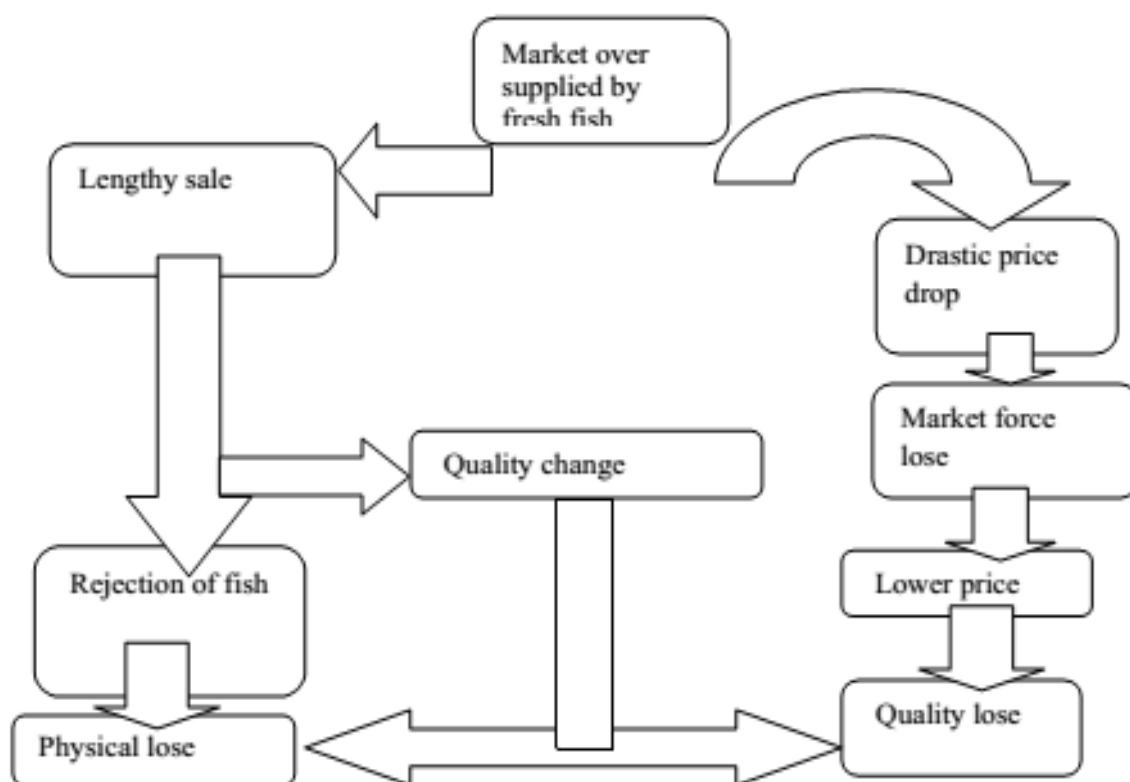 Market over
supplied by
fresh fish
Lengthy sale
Drastic price
drop
Market force
lose
Quality change
Rejection of fish
Lower price
Physical lose
Quality lose